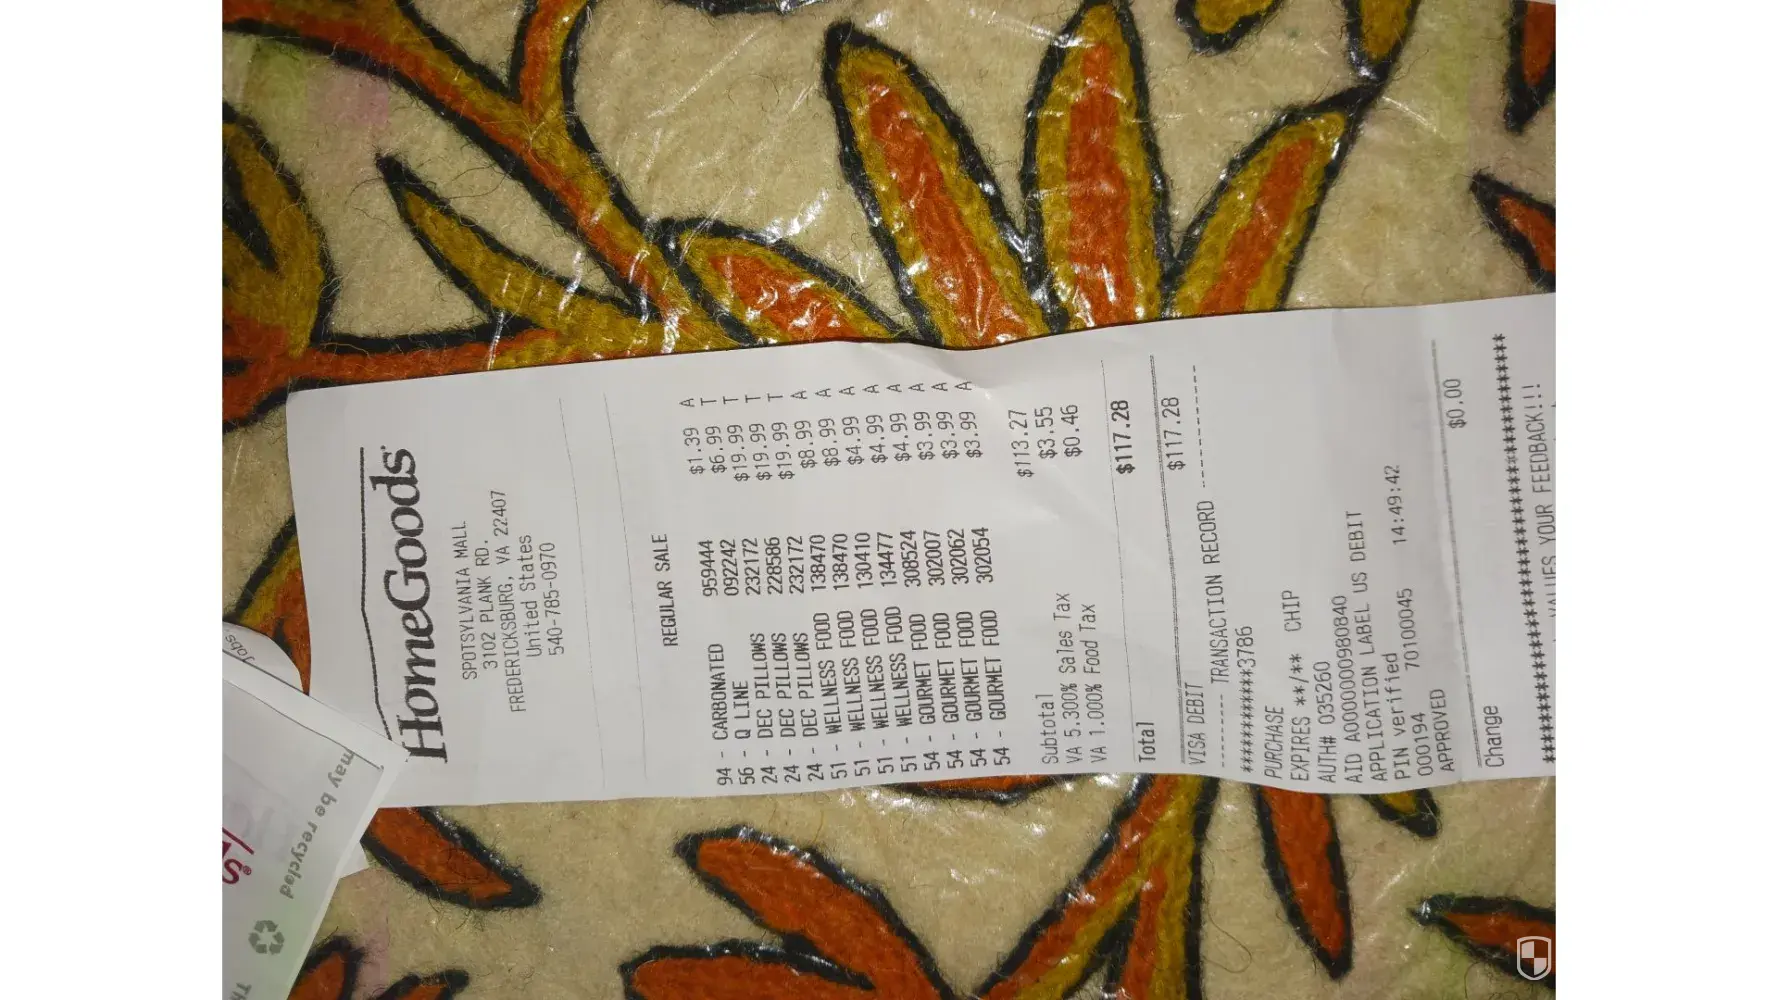 HomeGoods
SPOTSYLVANIA MALL
3102 PLANK RD.
FREDERICKSBURG, VA 22407
United States
540-785-0970
REGULAR SALE
94 - CARBONATED 959444 $1.39 A
56 - Q LINE 092242 $6.99 T
24 - DEC PILLOWS 232172 $19.99 T
24 - DEC PILLOWS 228586 $19.99 T
24 - DEC PILLOWS 232172 $19.99 T
51 - WELLNESS FOOD 138470 $8.99 A
51 - WELLNESS FOOD 138470 $8.99 A
51 - WELLNESS FOOD 130410 $4.99 A
51 - WELLNESS FOOD 134477 $4.99 A
54 - GOURMET FOOD 308524 $4.99 A
54 - GOURMET FOOD 302007 $3.99 A
54 - GOURMET FOOD 302062 $3.99 A
54 - GOURMET FOOD 302054 $3.99 A
Subtotal $113.27
VA 5.300% Sales Tax $3.55
VA 1.000% Food Tax $0.46
Total $117.28
VISA DEBIT $117.28
-------- TRANSACTION RECORD -----------
************3786
PURCHASE
EXPIRES **/** CHIP
AUTH# 035260
AID A0000000980840
APPLICATION LABEL US DEBIT
PIN verified
000194 70100045 14:49:42
APPROVED
Change $0.00
******************************************
VALUES YOUR FEEDBACK!!!
may be recycled